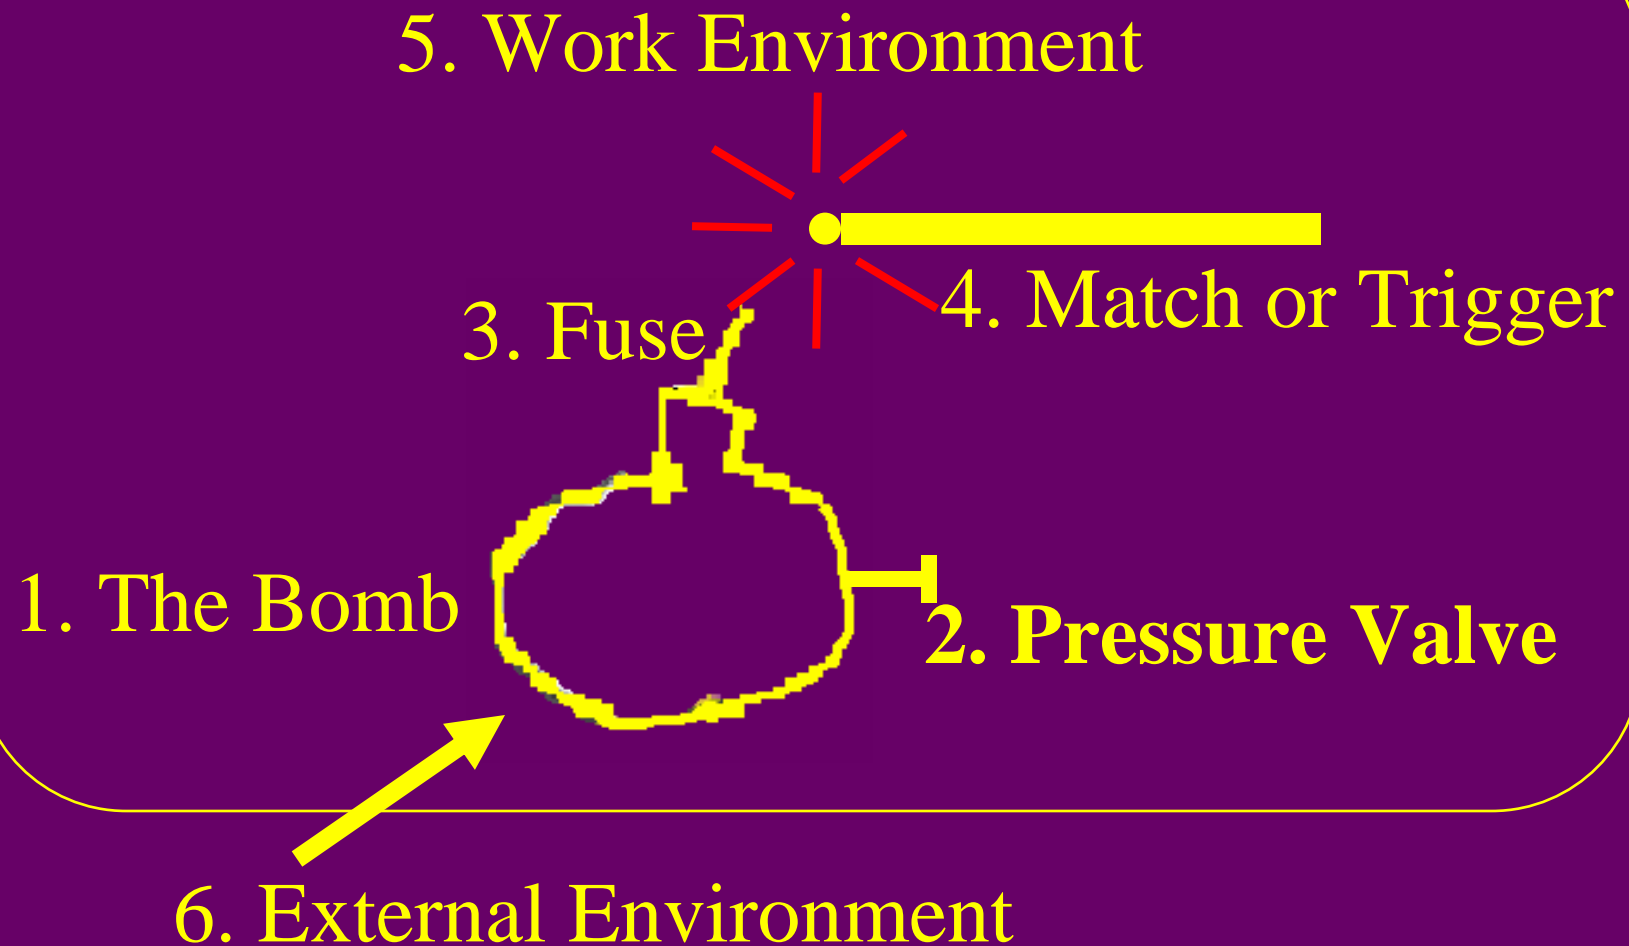 5. Work Environment
4. Match or Trigger
3. Fuse
1. The Bomb
2. Pressure Valve
6. External Environment